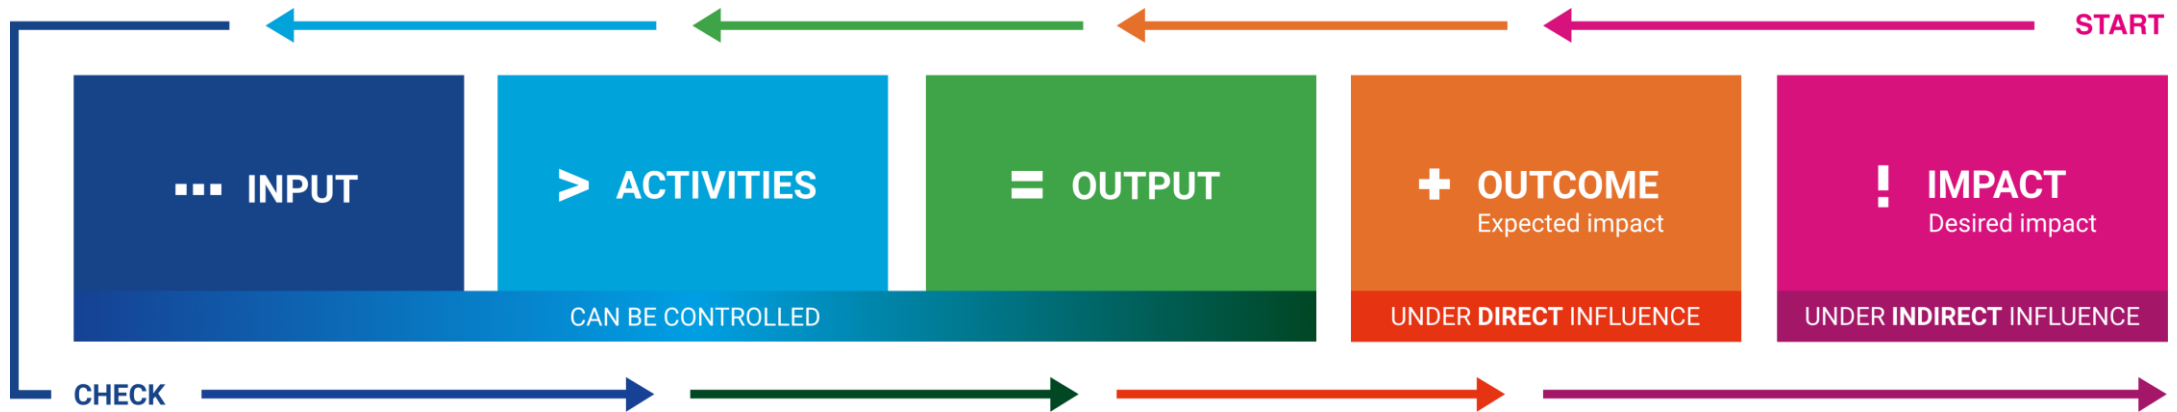 START
... INPUT
> ACTIVITIES
= OUTPUT
+ OUTCOME
Expected impact
! IMPACT
Desired impact
CAN BE CONTROLLED
UNDER DIRECT INFLUENCE
UNDER INDIRECT INFLUENCE
CHECK